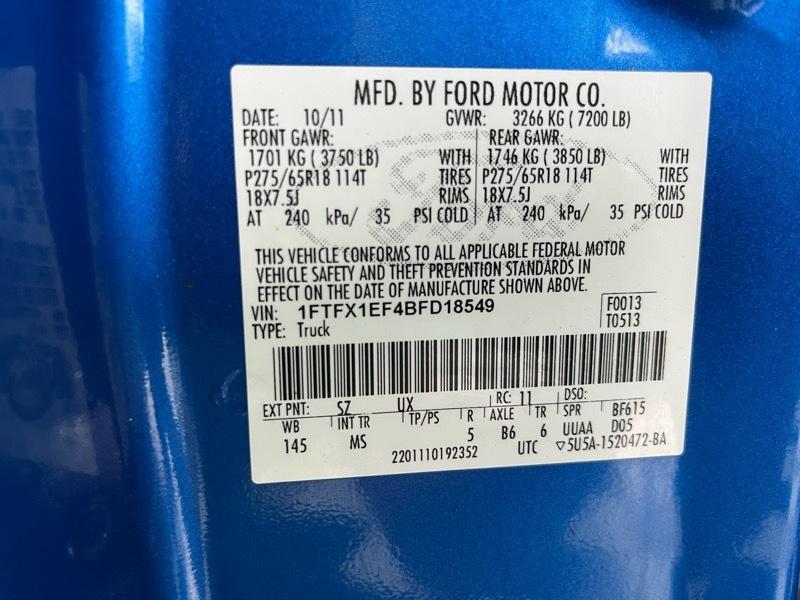 MFD. BY FORD MOTOR CO.
DATE: 10/11 GVWR: 3266 KG ( 7200 LB)
FRONT GAWR: REAR GAWR:
1701 KG ( 3750 LB) WITH 1746 KG ( 3850 LB) WITH
P275/65R18 114T TIRES P275/65R18 114T TIRES
18X7.5J RIMS 18X7.5J RIMS
AT 240 kPa/ 35 PSI COLD AT 240 kPa/ 35 PSI COLD
THIS VEHICLE CONFORMS TO ALL APPLICABLE FEDERAL MOTOR
VEHICLE SAFETY AND THEFT PREVENTION STANDARDS IN
EFFECT ON THE DATE OF MANUFACTURE SHOWN ABOVE.
VIN: 1FTFX1EF4BFD18549 F0013
TYPE: Truck T0513
EXT PNT: SZ UX RC: 11 DSO:
WB INT TR TP/PS R AXLE TR SPR BF615
145 MS 5 B6 6 UUAA D05
2201110192352 UTC ▽5U5A-1520472-BA